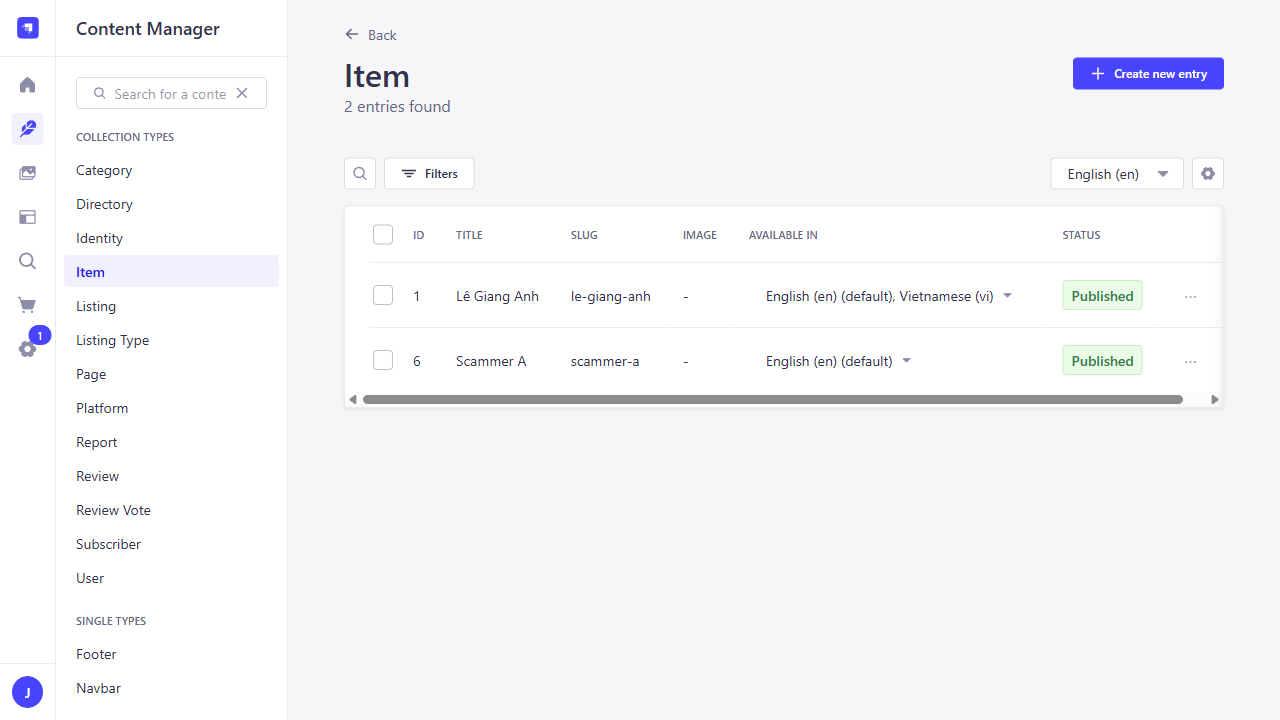 Content Manager
Search for a conte
COLLECTION TYPES
Category
Directory
Identity
Item
Listing
Listing Type
Page
Platform
Report
Review
Review Vote
Subscriber
User
SINGLE TYPES
Footer
Navbar
1
J
Back
Item
2 entries found
Create new entry
Filters
English (en)
ID TITLE SLUG IMAGE AVAILABLE IN STATUS
1 Lê Giang Anh le-giang-anh - English (en) (default), Vietnamese (vi) Published
6 Scammer A scammer-a - English (en) (default) Published